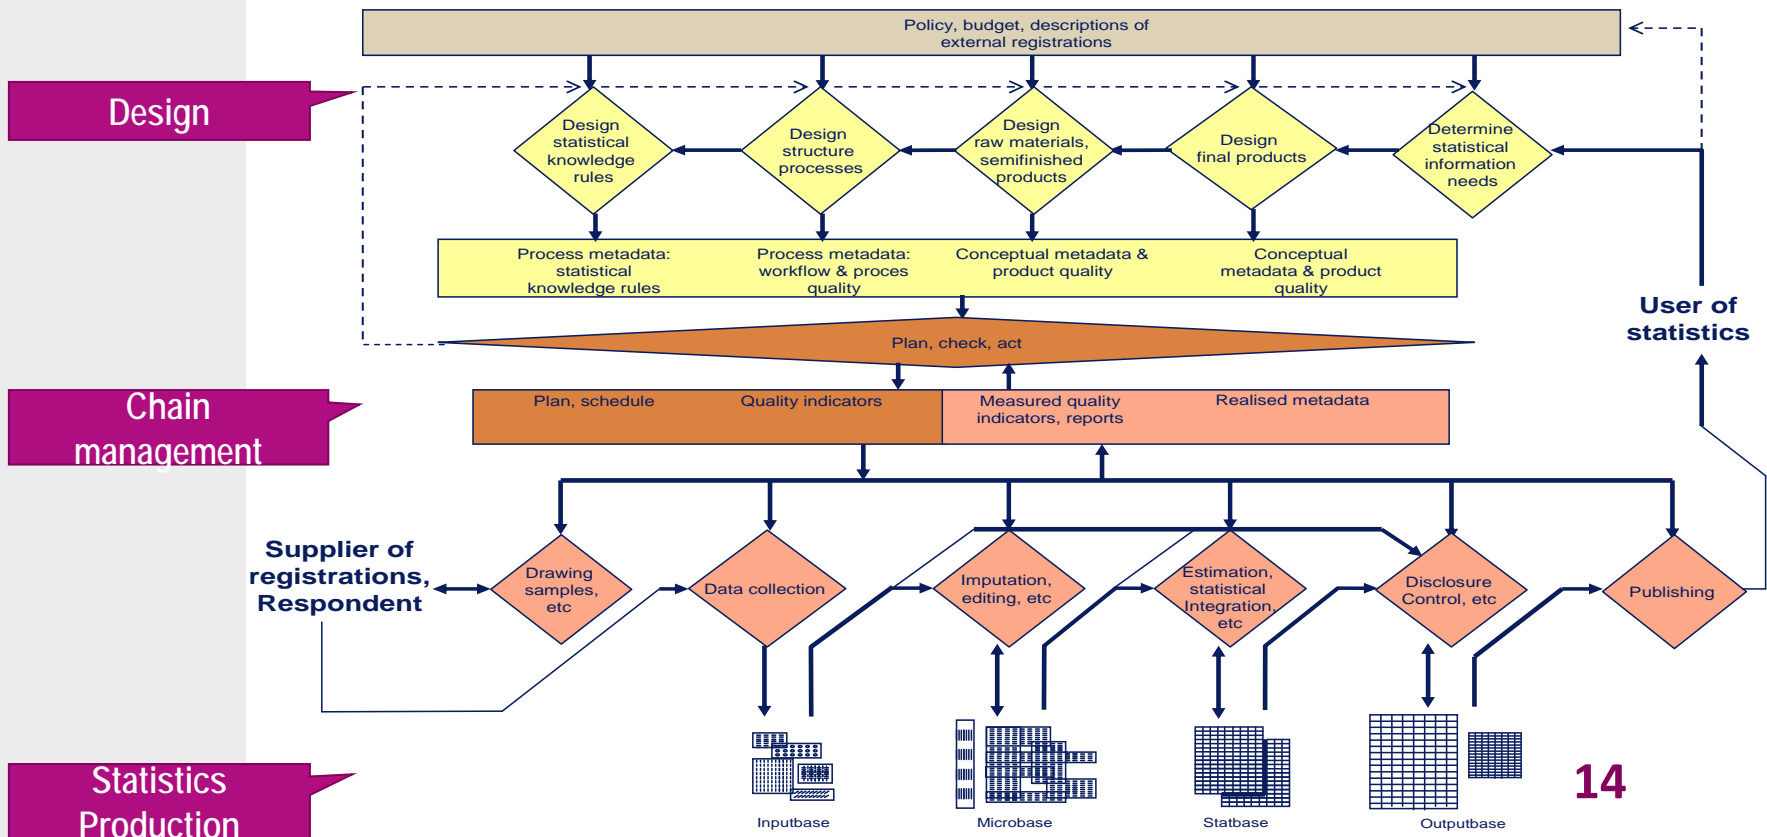 Policy, budget, descriptions of
external registrations
Design
Design
statistical
knowledge
rules
Design
structure
processes
Design
raw materials,
semifinished
products
Design
final products
Determine
statistical
information
needs
Process metadata:
statistical
knowledge rules
Process metadata:
workflow & proces
quality
Conceptual metadata &
product quality
Conceptual
metadata & product
quality
User of
statistics
Plan, check, act
Chain
management
Plan, schedule
Quality indicators
Measured quality
indicators, reports
Realised metadata
Supplier of
registrations,
Respondent
Drawing
samples,
etc
Data collection
Imputation,
editing, etc
Estimation,
statistical
Integration,
etc
Disclosure
Control, etc
Publishing
Statistics
Production
Inputbase
Microbase
Statbase
Outputbase
14